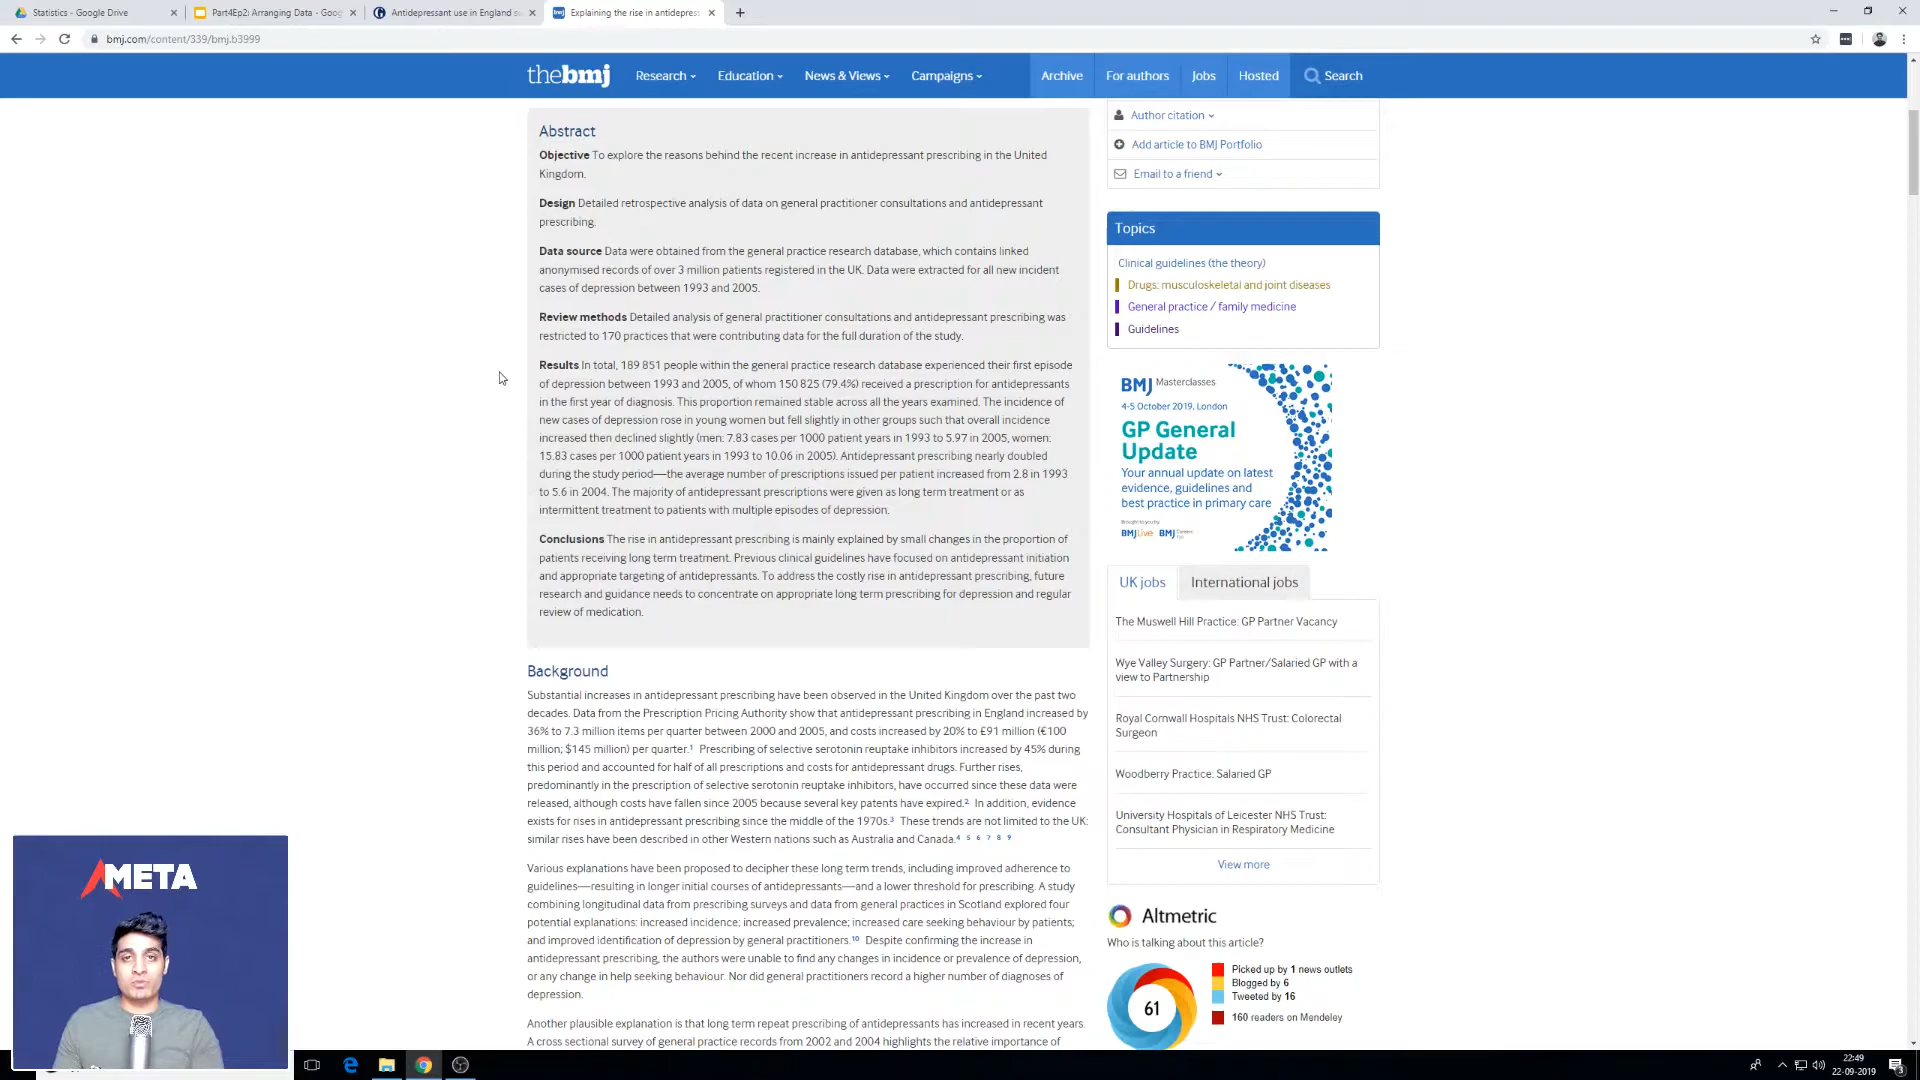 Statistics - Google Drive
Part4Ep2: Arranging Data - Goog
Antidepressant use in England su
Explaining the rise in antidepress
bmj.com/content/339/bmj.b3999
thebmj
Research
Education
News & Views
Campaigns
Archive
For authors
Jobs
Hosted
Search
Abstract
Objective To explore the reasons behind the recent increase in antidepressant prescribing in the United
Kingdom.
Design Detailed retrospective analysis of data on general practitioner consultations and antidepressant
prescribing.
Data source Data were obtained from the general practice research database, which contains linked
anonymised records of over 3 million patients registered in the UK. Data were extracted for all new incident
cases of depression between 1993 and 2005.
Review methods Detailed analysis of general practitioner consultations and antidepressant prescribing was
restricted to 170 practices that were contributing data for the full duration of the study.
Results In total, 189 851 people within the general practice research database experienced their first episode
of depression between 1993 and 2005, of whom 150 825 (79.4%) received a prescription for antidepressants
in the first year of diagnosis. This proportion remained stable across all the years examined. The incidence of
new cases of depression rose in young women but fell slightly in other groups such that overall incidence
increased then declined slightly (men: 7.83 cases per 1000 patient years in 1993 to 5.97 in 2005, women:
15.83 cases per 1000 patient years in 1993 to 10.06 in 2005). Antidepressant prescribing nearly doubled
during the study period—the average number of prescriptions issued per patient increased from 2.8 in 1993
to 5.6 in 2004. The majority of antidepressant prescriptions were given as long term treatment or as
intermittent treatment to patients with multiple episodes of depression.
Conclusions The rise in antidepressant prescribing is mainly explained by small changes in the proportion of
patients receiving long term treatment. Previous clinical guidelines have focused on antidepressant initiation
and appropriate targeting of antidepressants. To address the costly rise in antidepressant prescribing, future
research and guidance needs to concentrate on appropriate long term prescribing for depression and regular
review of medication.
Background
Substantial increases in antidepressant prescribing have been observed in the United Kingdom over the past two
decades. Data from the Prescription Pricing Authority show that antidepressant prescribing in England increased by
36% to 7.3 million items per quarter between 2000 and 2005, and costs increased by 20% to £91 million (€100
million; $145 million) per quarter.1 Prescribing of selective serotonin reuptake inhibitors increased by 45% during
this period and accounted for half of all prescriptions and costs for antidepressant drugs. Further rises,
predominantly in the prescription of selective serotonin reuptake inhibitors, have occurred since these data were
released, although costs have fallen since 2005 because several key patents have expired.2 In addition, evidence
exists for rises in antidepressant prescribing since the middle of the 1970s.3 These trends are not limited to the UK:
similar rises have been described in other Western nations such as Australia and Canada.4 5 6 7 8 9
Various explanations have been proposed to decipher these long term trends, including improved adherence to
guidelines—resulting in longer initial courses of antidepressants—and a lower threshold for prescribing. A study
combining longitudinal data from prescribing surveys and data from general practices in Scotland explored four
potential explanations: increased incidence; increased prevalence; increased care seeking behaviour by patients;
and improved identification of depression by general practitioners.10 Despite confirming the increase in
antidepressant prescribing, the authors were unable to find any changes in incidence or prevalence of depression,
or any change in help seeking behaviour. Nor did general practitioners record a higher number of diagnoses of
depression.
Another plausible explanation is that long term repeat prescribing of antidepressants has increased in recent years.
A cross sectional survey of general practice records from 2002 and 2004 highlights the relative importance of
Author citation
Add article to BMJ Portfolio
Email to a friend
Topics
Clinical guidelines (the theory)
Drugs: musculoskeletal and joint diseases
General practice / family medicine
Guidelines
BMJ Masterclasses
4-5 October 2019, London
GP General
Update
Your annual update on latest
evidence, guidelines and
best practice in primary care
Brought to you by
BMJ Live BMJ Careers
UK jobs
International jobs
The Muswell Hill Practice: GP Partner Vacancy
Wye Valley Surgery: GP Partner/Salaried GP with a
view to Partnership
Royal Cornwall Hospitals NHS Trust: Colorectal
Surgeon
Woodberry Practice: Salaried GP
University Hospitals of Leicester NHS Trust:
Consultant Physician in Respiratory Medicine
View more
Altmetric
Who is talking about this article?
61
Picked up by 1 news outlets
Blogged by 6
Tweeted by 16
160 readers on Mendeley
META
22:49
22-09-2019